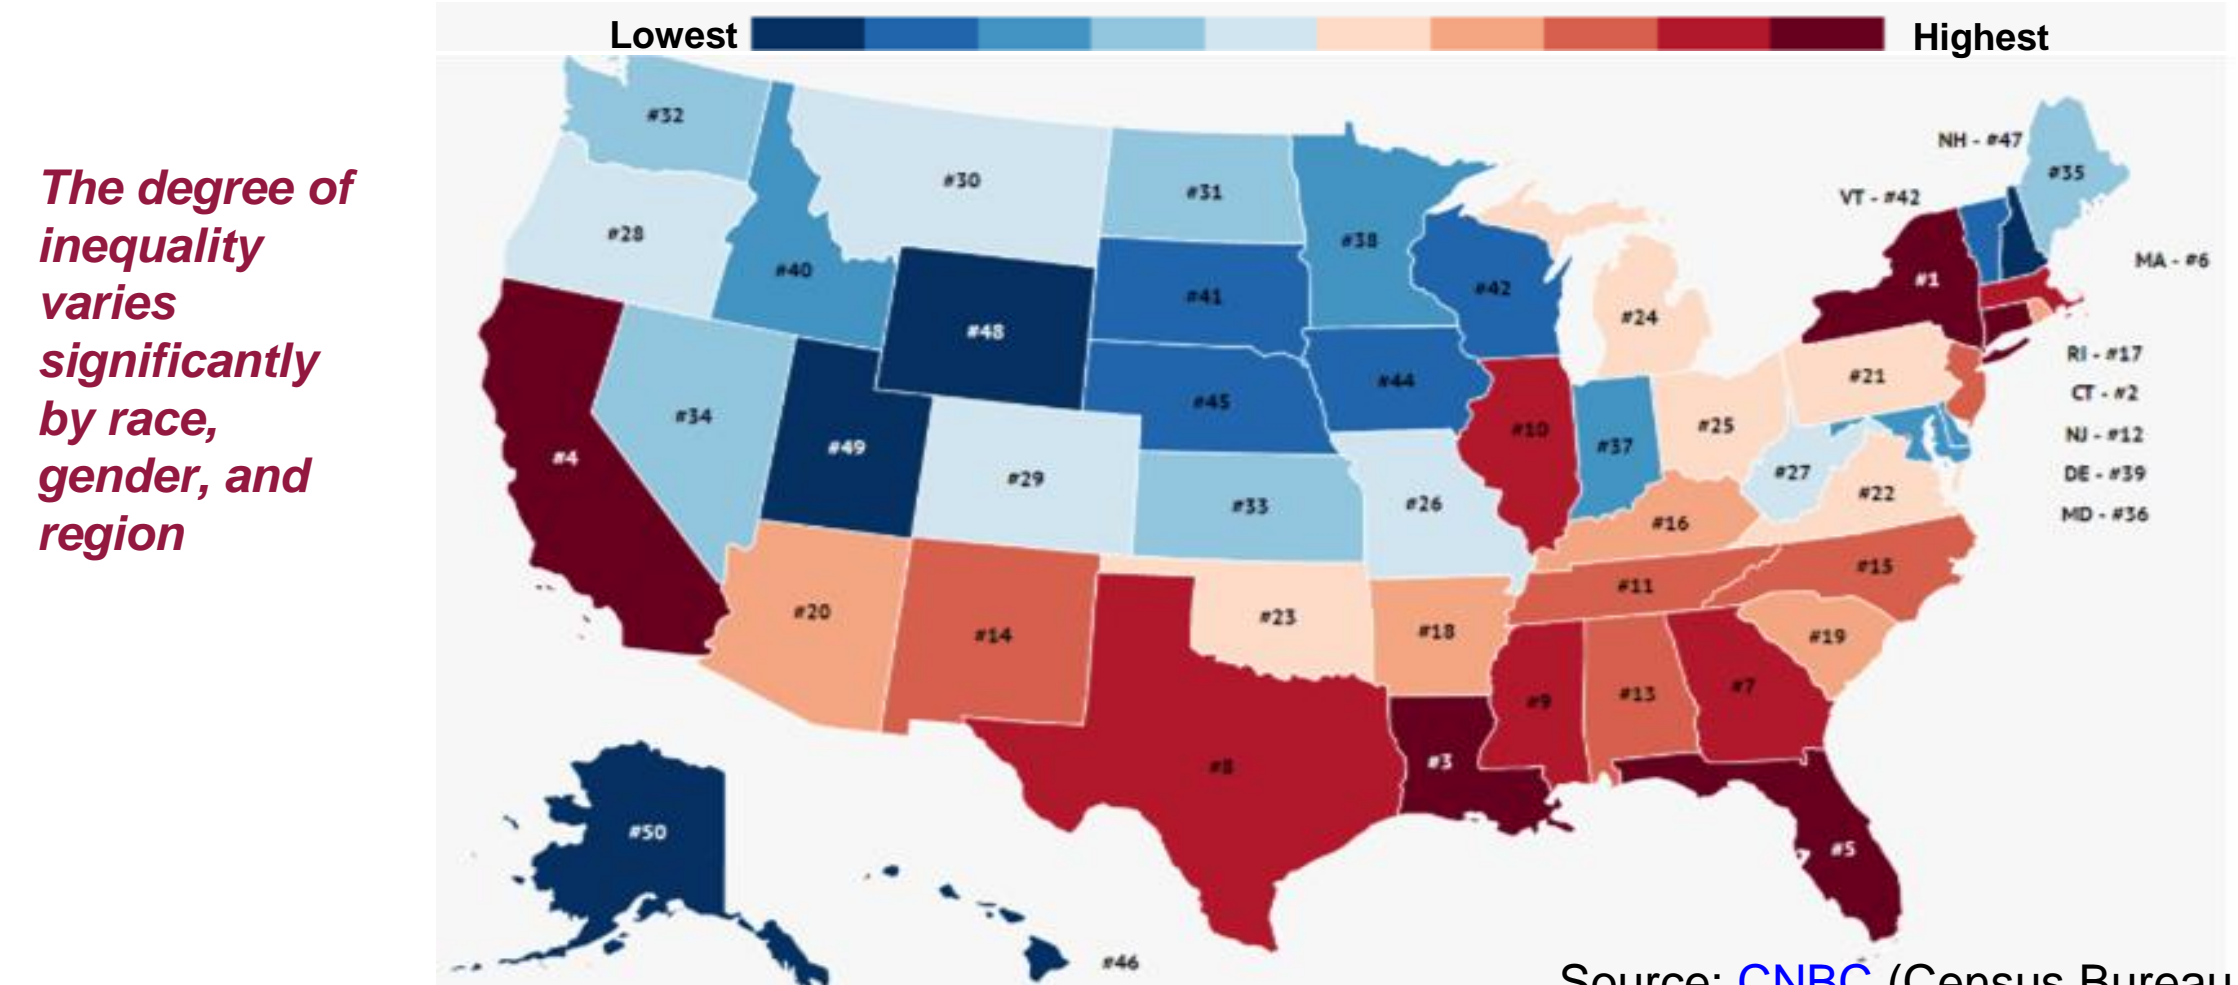 Lowest Highest
The degree of
inequality
varies
significantly
by race,
gender, and
region
#32
NH - #47
#35
#30
#31
VT - #42
#28
#38
#40
MA - #6
#1
#41
#42
#48
#24
RI - #17
#21
#44
CT - #2
#45
#34
#25
#10
NJ - #12
#37
#49
#4
#27
DE - #39
#29
#22
#26
#33
MD - #36
#16
#15
#11
#20
#23
#18
#14
#19
#7
#13
#9
#3
#8
#50
#5
#46
Source: CNBC (Census Bureau